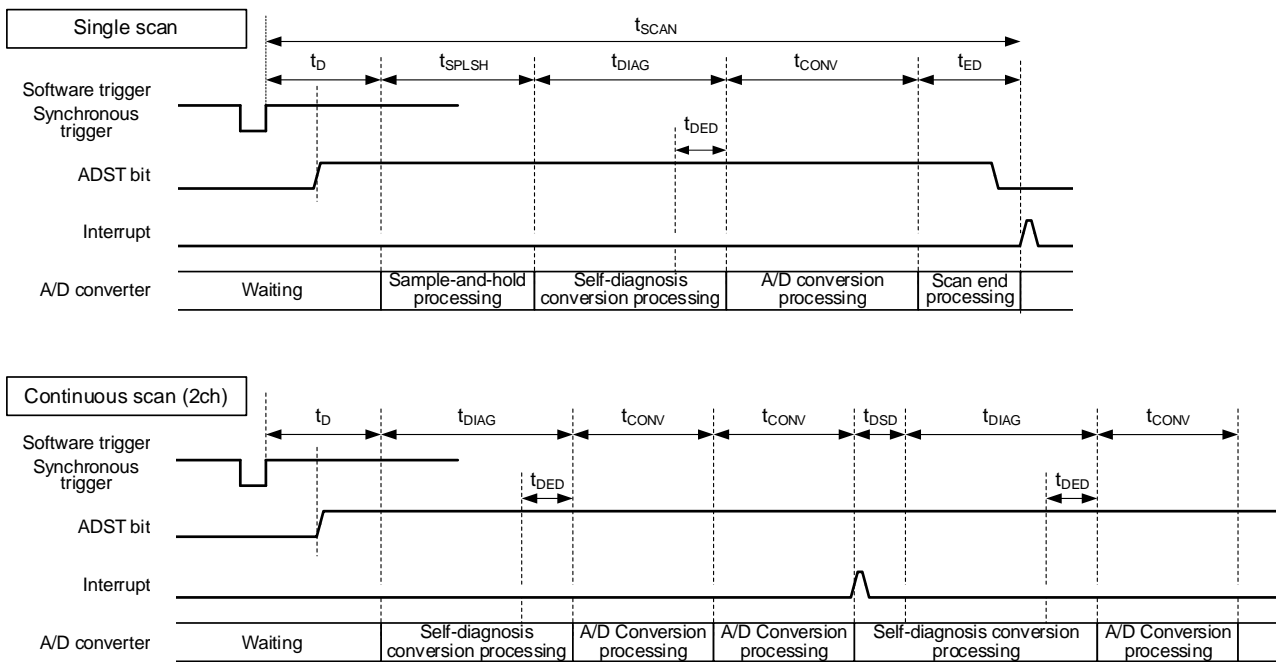 Single scan
tSCAN
tD
tSPLSH
tDIAG
tCONV
tED
Software trigger
Synchronous
trigger
tDED
ADST bit
Interrupt
A/D converter
Waiting
Sample-and-hold
processing
Self-diagnosis
conversion processing
A/D conversion
processing
Scan end
processing
Continuous scan (2ch)
tD
tDIAG
tCONV
tCONV
tDSD
tDIAG
tCONV
Software trigger
Synchronous
trigger
tDED
tDED
ADST bit
Interrupt
A/D converter
Waiting
Self-diagnosis
conversion processing
A/D Conversion
processing
A/D Conversion
processing
Self-diagnosis conversion
processing
A/D Conversion
processing